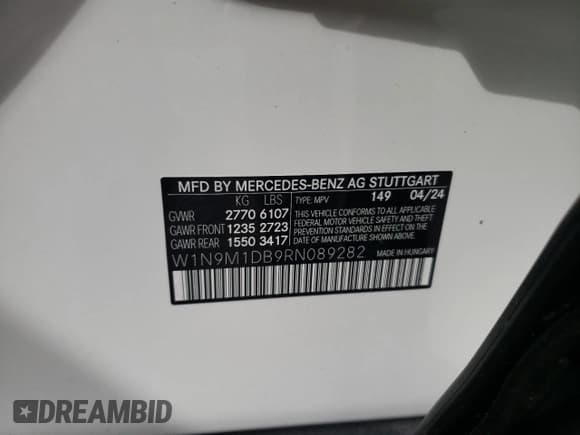 MFD BY MERCEDES-BENZ AG STUTTGART
KG LBS TYPE: MPV 149 04/24
GVWR 2770 6107
GAWR FRONT 1235 2723
GAWR REAR 1550 3417
THIS VEHICLE CONFORMS TO ALL APPLICABLE
FEDERAL MOTOR VEHICLE SAFETY AND THEFT
PREVENTION STANDARDS IN EFFECT ON THE
DATE OF MANUFACTURE SHOWN ABOVE.
W1N9M1DB9RN089282 MADE IN HUNGARY
DREAMBID